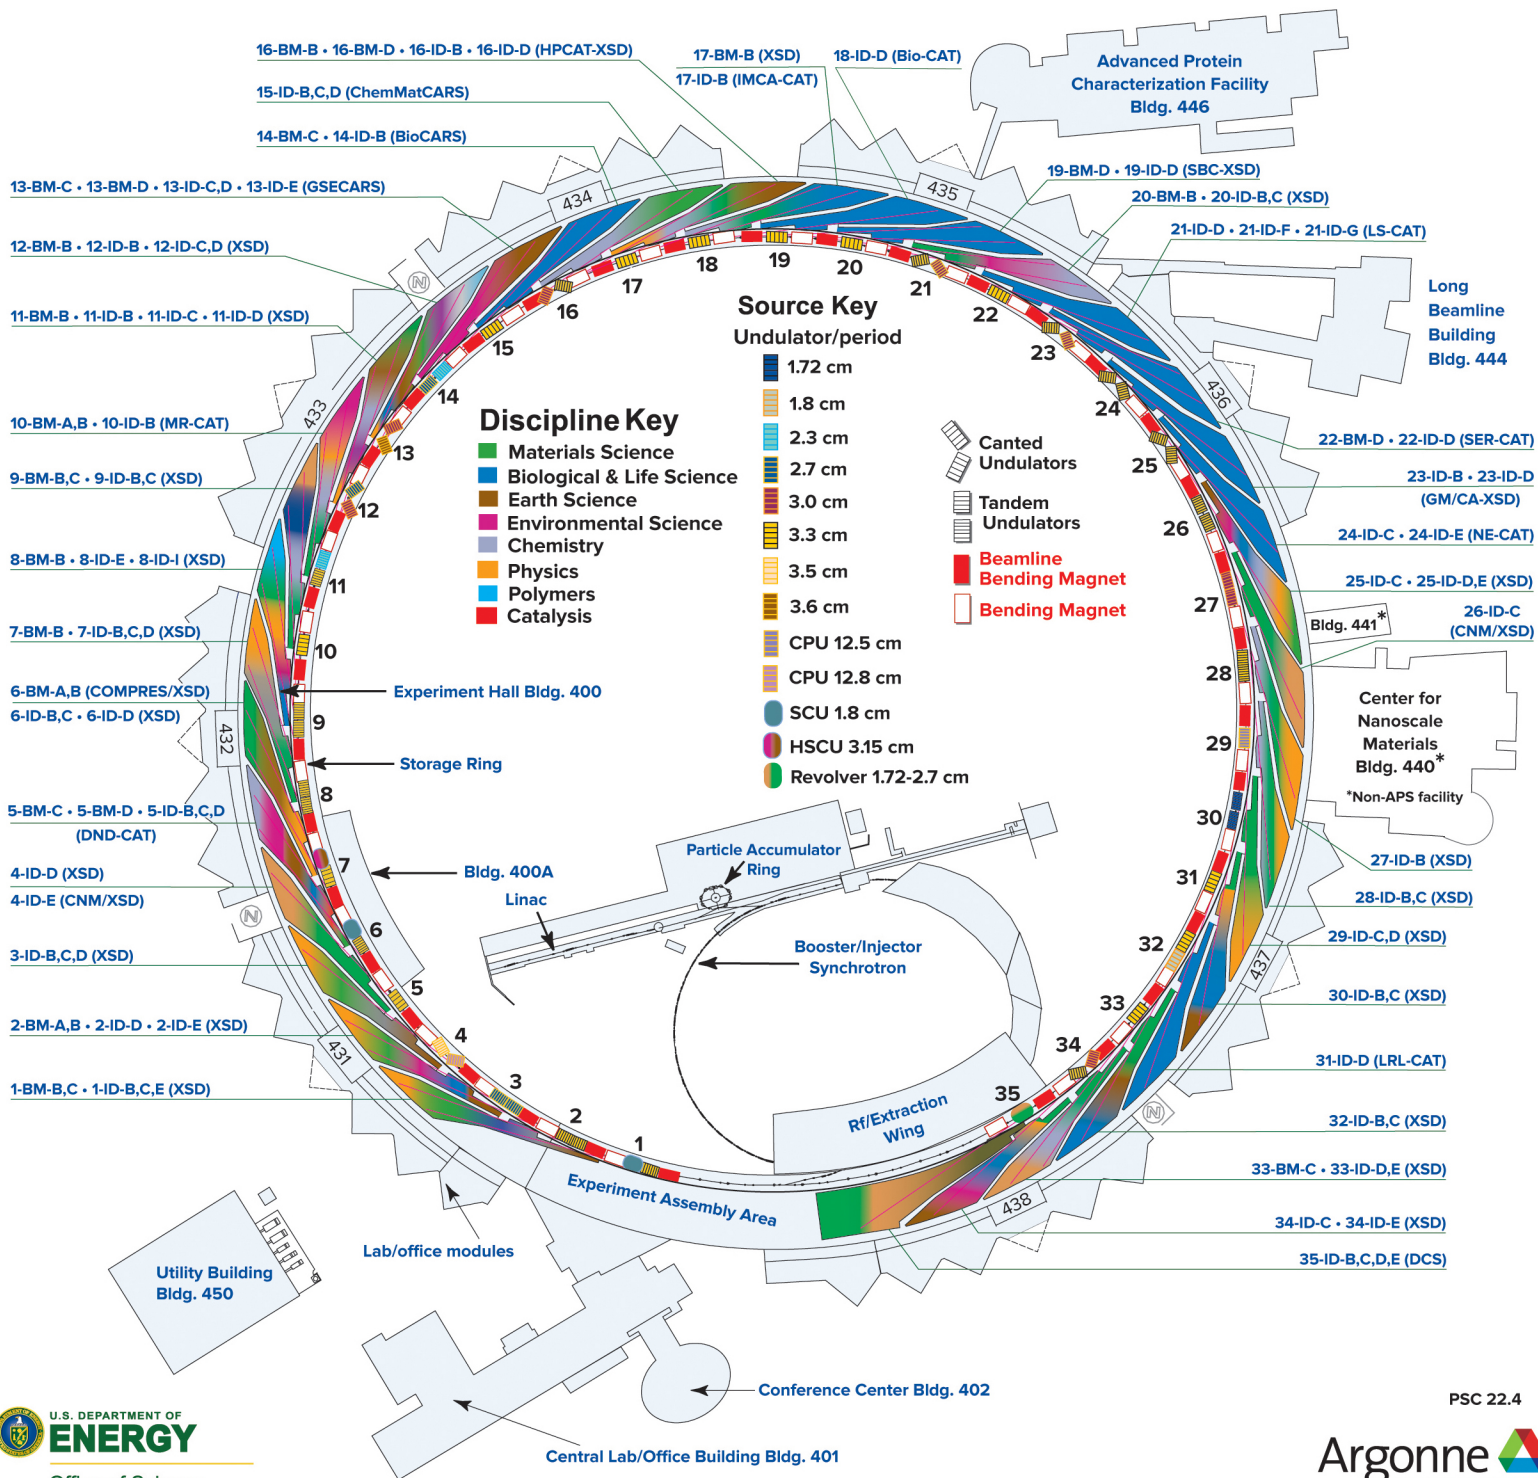 16-BM-B • 16-BM-D • 16-ID-B • 16-ID-D (HPCAT-XSD)
17-BM-B (XSD)
17-ID-B (IMCA-CAT)
18-ID-D (Bio-CAT)
Advanced Protein
Characterization Facility
Bldg. 446
15-ID-B,C,D (ChemMatCARS)
14-BM-C • 14-ID-B (BioCARS)
13-BM-C • 13-BM-D • 13-ID-C,D • 13-ID-E (GSECARS)
12-BM-B • 12-ID-B • 12-ID-C,D (XSD)
11-BM-B • 11-ID-B • 11-ID-C • 11-ID-D (XSD)
10-BM-A,B • 10-ID-B (MR-CAT)
9-BM-B,C • 9-ID-B,C (XSD)
8-BM-B • 8-ID-E • 8-ID-I (XSD)
7-BM-B • 7-ID-B,C,D (XSD)
6-BM-A,B (COMPRES/XSD)
6-ID-B,C • 6-ID-D (XSD)
5-BM-C • 5-BM-D • 5-ID-B,C,D
(DND-CAT)
4-ID-D (XSD)
4-ID-E (CNM/XSD)
3-ID-B,C,D (XSD)
2-BM-A,B • 2-ID-D • 2-ID-E (XSD)
1-BM-B,C • 1-ID-B,C,E (XSD)
19-BM-D • 19-ID-D (SBC-XSD)
20-BM-B • 20-ID-B,C (XSD)
21-ID-D • 21-ID-F • 21-ID-G (LS-CAT)
Long
Beamline
Building
Bldg. 444
22-BM-D • 22-ID-D (SER-CAT)
23-ID-B • 23-ID-D
(GM/CA-XSD)
24-ID-C • 24-ID-E (NE-CAT)
25-ID-C • 25-ID-D,E (XSD)
26-ID-C
(CNM/XSD)
Bldg. 441*
Center for
Nanoscale
Materials
Bldg. 440*
*Non-APS facility
27-ID-B (XSD)
28-ID-B,C (XSD)
29-ID-C,D (XSD)
30-ID-B,C (XSD)
31-ID-D (LRL-CAT)
32-ID-B,C (XSD)
33-BM-C • 33-ID-D,E (XSD)
34-ID-C • 34-ID-E (XSD)
35-ID-B,C,D,E (DCS)
431
432
433
434
435
436
437
438
N
N
N
1
2
3
4
5
6
7
8
9
10
11
12
13
14
15
16
17
18
19
20
21
22
23
24
25
26
27
28
29
30
31
32
33
34
35
Discipline Key
Materials Science
Biological & Life Science
Earth Science
Environmental Science
Chemistry
Physics
Polymers
Catalysis
Source Key
Undulator/period
1.72 cm
1.8 cm
2.3 cm
2.7 cm
3.0 cm
3.3 cm
3.5 cm
3.6 cm
CPU 12.5 cm
CPU 12.8 cm
SCU 1.8 cm
HSCU 3.15 cm
Revolver 1.72-2.7 cm
Canted
Undulators
Tandem
Undulators
Beamline
Bending Magnet
Bending Magnet
Experiment Hall Bldg. 400
Storage Ring
Bldg. 400A
Linac
Particle Accumulator
Ring
Booster/Injector
Synchrotron
Rf/Extraction
Wing
Experiment Assembly Area
Lab/office modules
Utility Building
Bldg. 450
Conference Center Bldg. 402
Central Lab/Office Building Bldg. 401
PSC 22.4
U.S. DEPARTMENT OF
ENERGY
Argonne